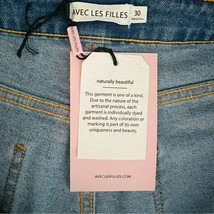 AVEC LES FILLES
30
naturally beautiful
This garment is one of a kind.
Due to the nature of the
artisanal process, each
garment is individually dyed
and washed. Any coloration or
marking is part of its own
uniqueness and beauty.
AVECLESFILLES.COM